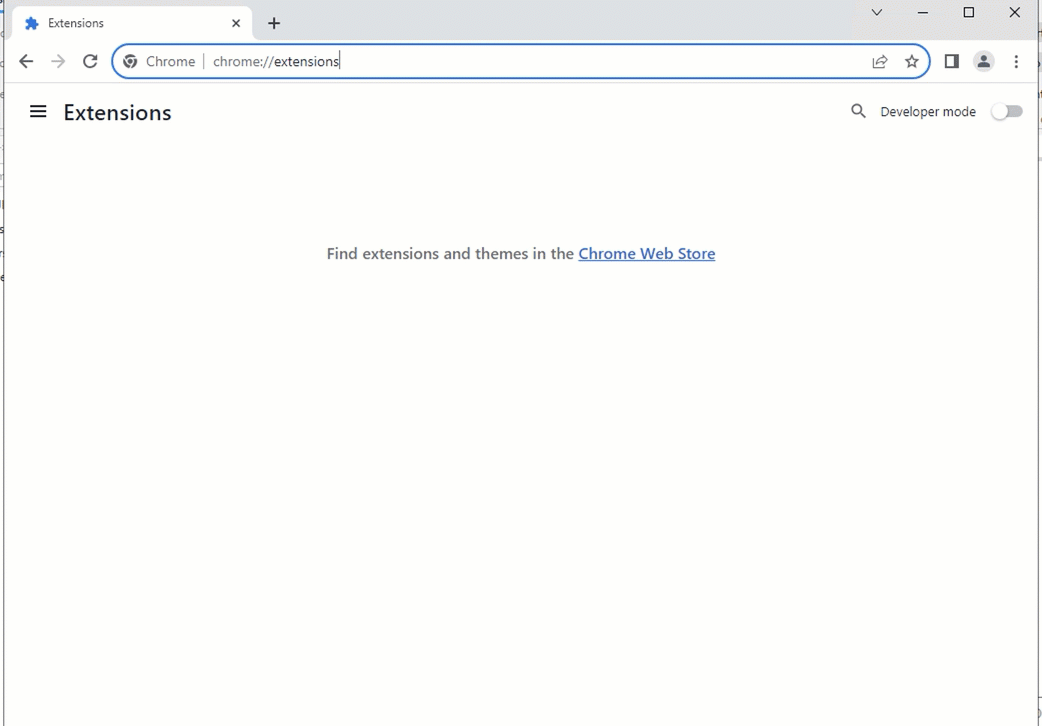 Extensions
Chrome | chrome://extensions
Extensions
Developer mode
Find extensions and themes in the Chrome Web Store